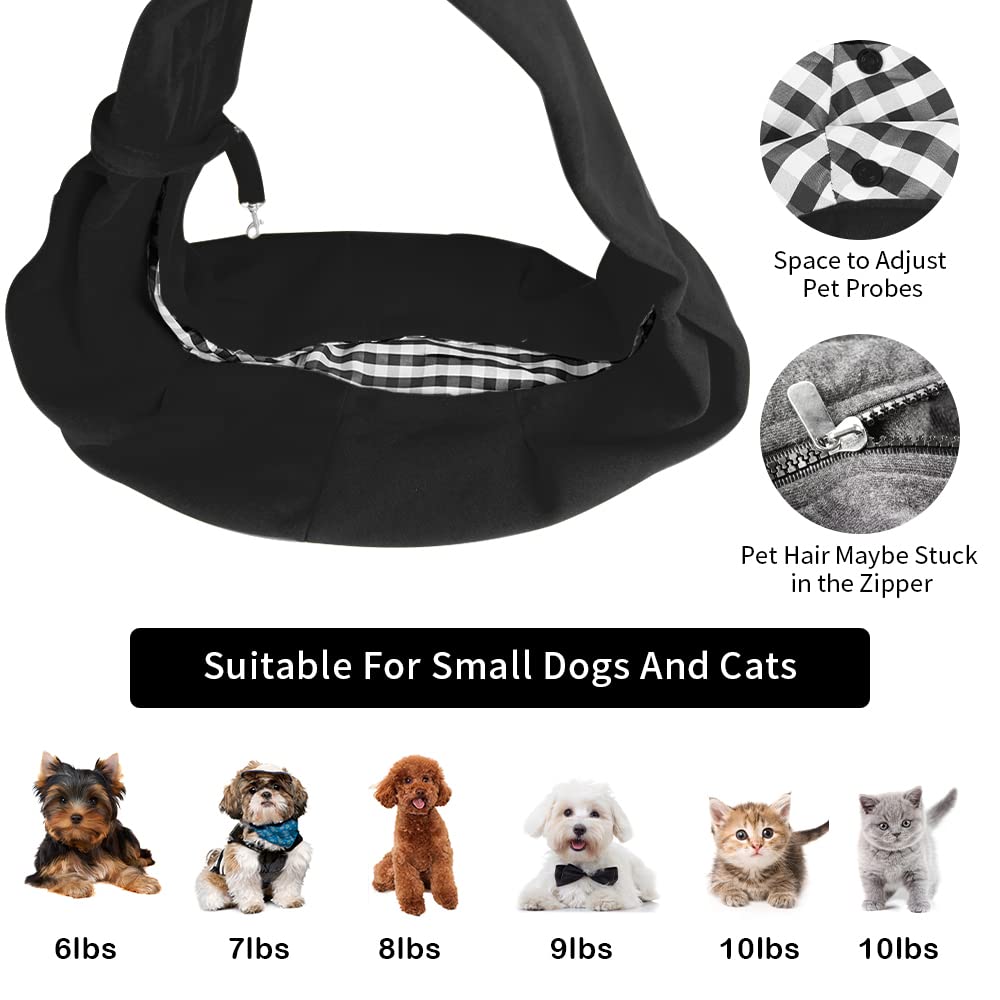 Space to Adjust
Pet Probes
Pet Hair Maybe Stuck
in the Zipper
Suitable For Small Dogs And Cats
6lbs
7lbs
8lbs
9lbs
10lbs
10lbs